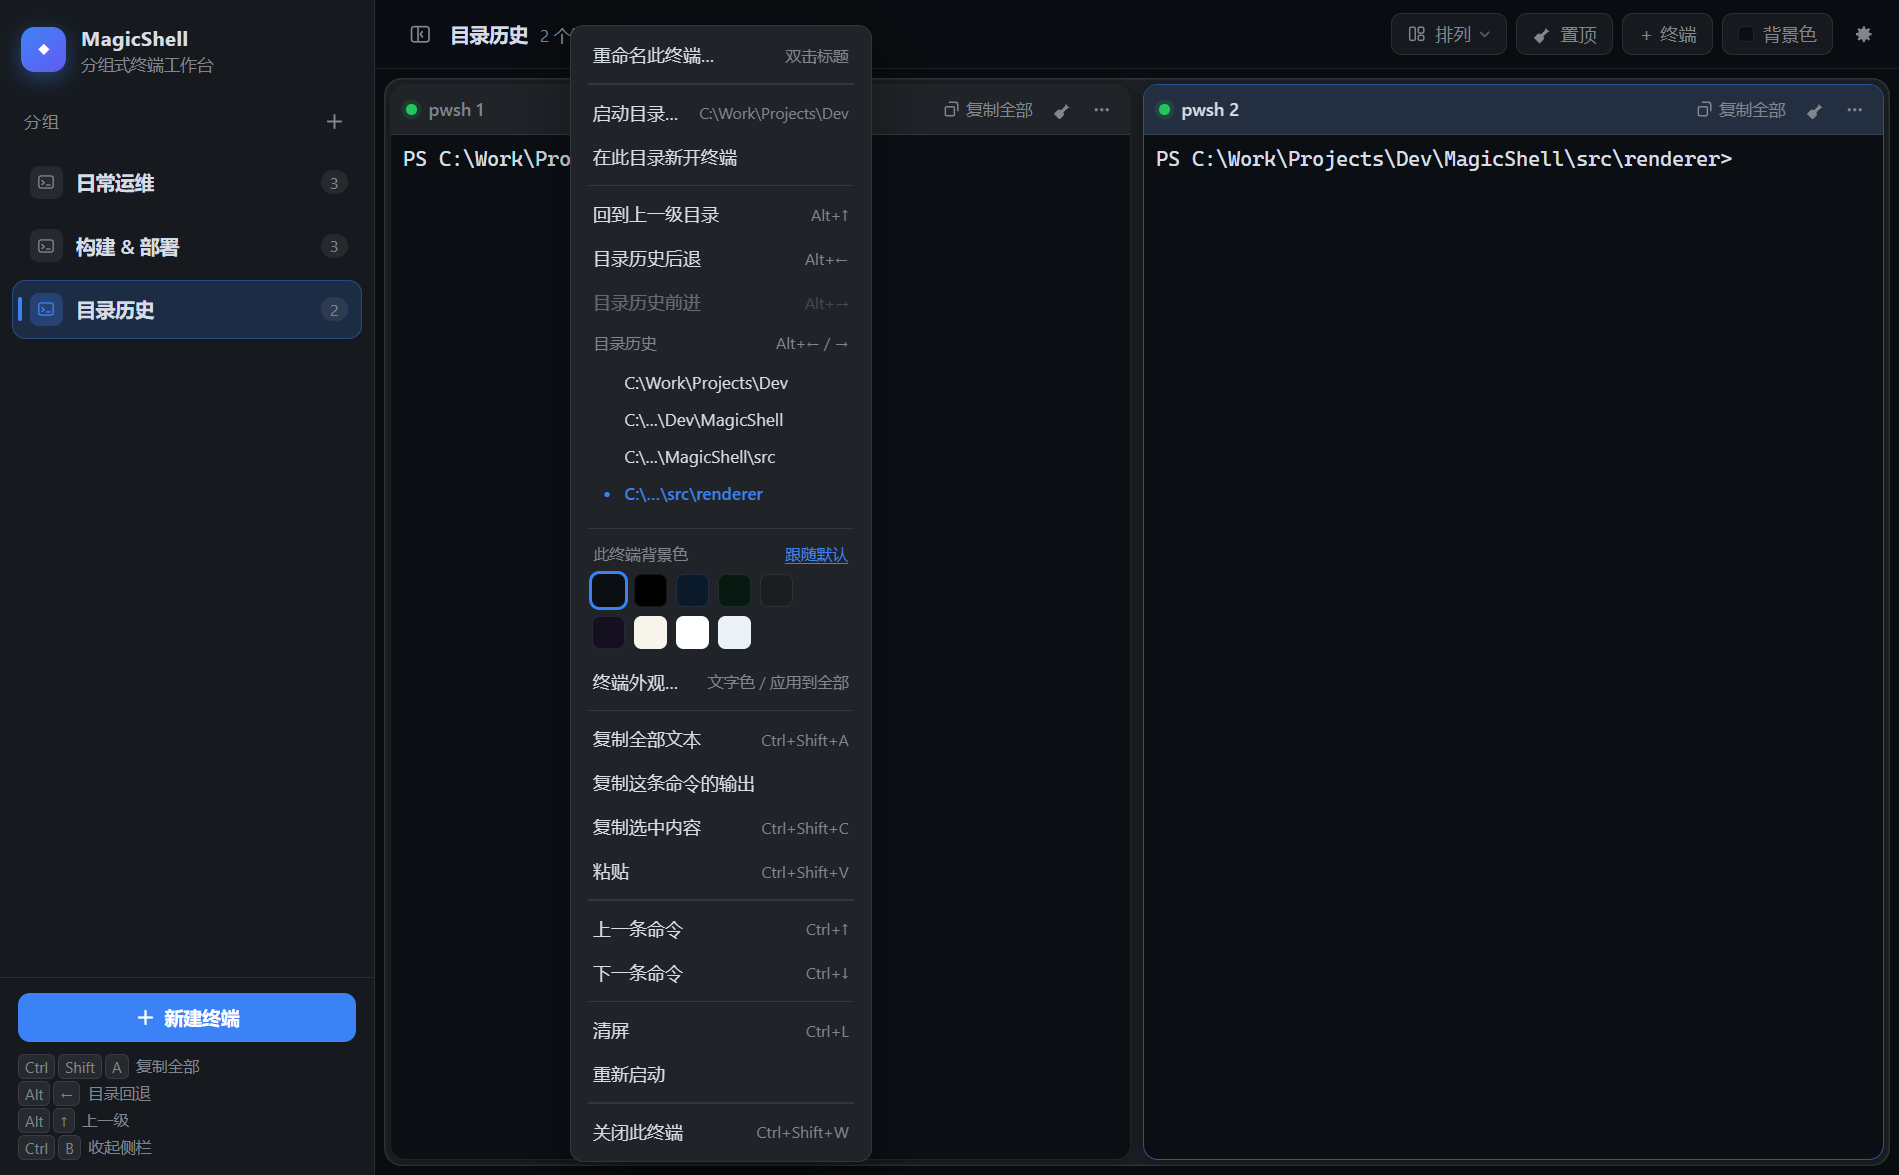 MagicShell
分组式终端工作台
分组
日常运维 3
构建 & 部署 3
目录历史 2
新建终端
Ctrl Shift A 复制全部
Alt ← 目录回退
Alt ↑ 上一级
Ctrl B 收起侧栏
目录历史 2 个
排列
置顶
+ 终端
背景色
pwsh 1
复制全部
PS C:\Work\Pro
pwsh 2
复制全部
PS C:\Work\Projects\Dev\MagicShell\src\renderer>
重命名此终端... 双击标题
启动目录... C:\Work\Projects\Dev
在此目录新开终端
回到上一级目录 Alt+↑
目录历史后退 Alt+←
目录历史前进 Alt+→
目录历史 Alt+← / →
C:\Work\Projects\Dev
C:\...\Dev\MagicShell
C:\...\MagicShell\src
• C:\...\src\renderer
此终端背景色 跟随默认
终端外观... 文字色 / 应用到全部
复制全部文本 Ctrl+Shift+A
复制这条命令的输出
复制选中内容 Ctrl+Shift+C
粘贴 Ctrl+Shift+V
上一条命令 Ctrl+↑
下一条命令 Ctrl+↓
清屏 Ctrl+L
重新启动
关闭此终端 Ctrl+Shift+W